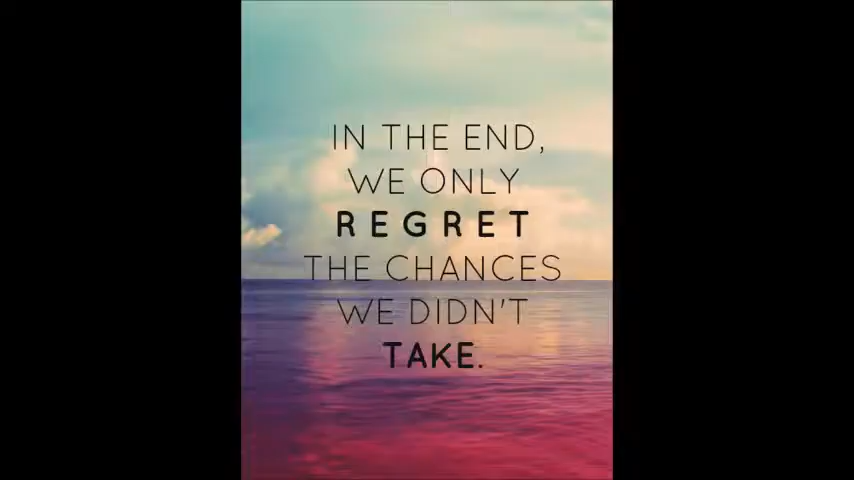 IN THE END,
WE ONLY
REGRET
THE CHANCES
WE DIDN'T
TAKE.